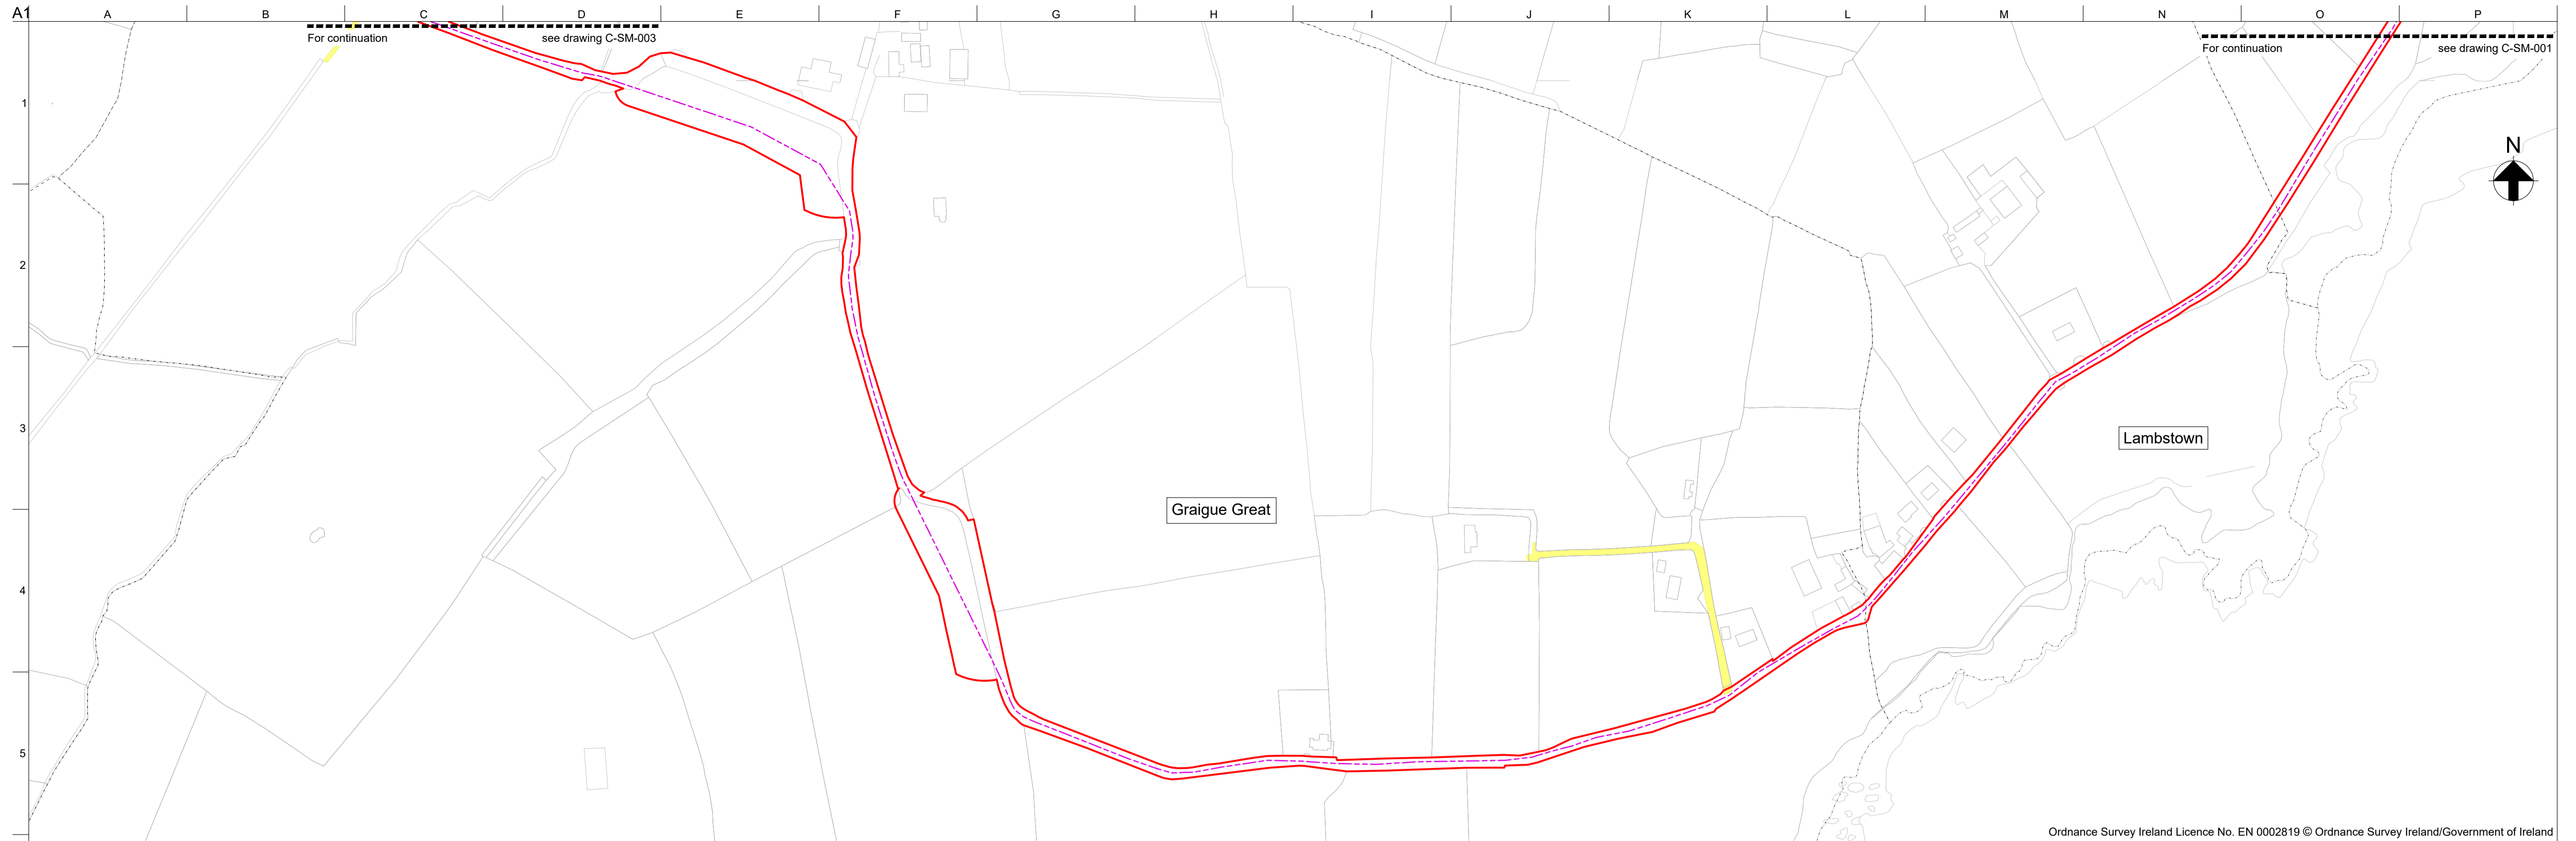 A1 A B C D E F G H I J K L M N O P
For continuation see drawing C-SM-003
For continuation see drawing C-SM-001
1
N
2
3
Lambstown
Graigue Great
4
5
Ordnance Survey Ireland Licence No. EN 0002819 © Ordnance Survey Ireland/Government of Ireland